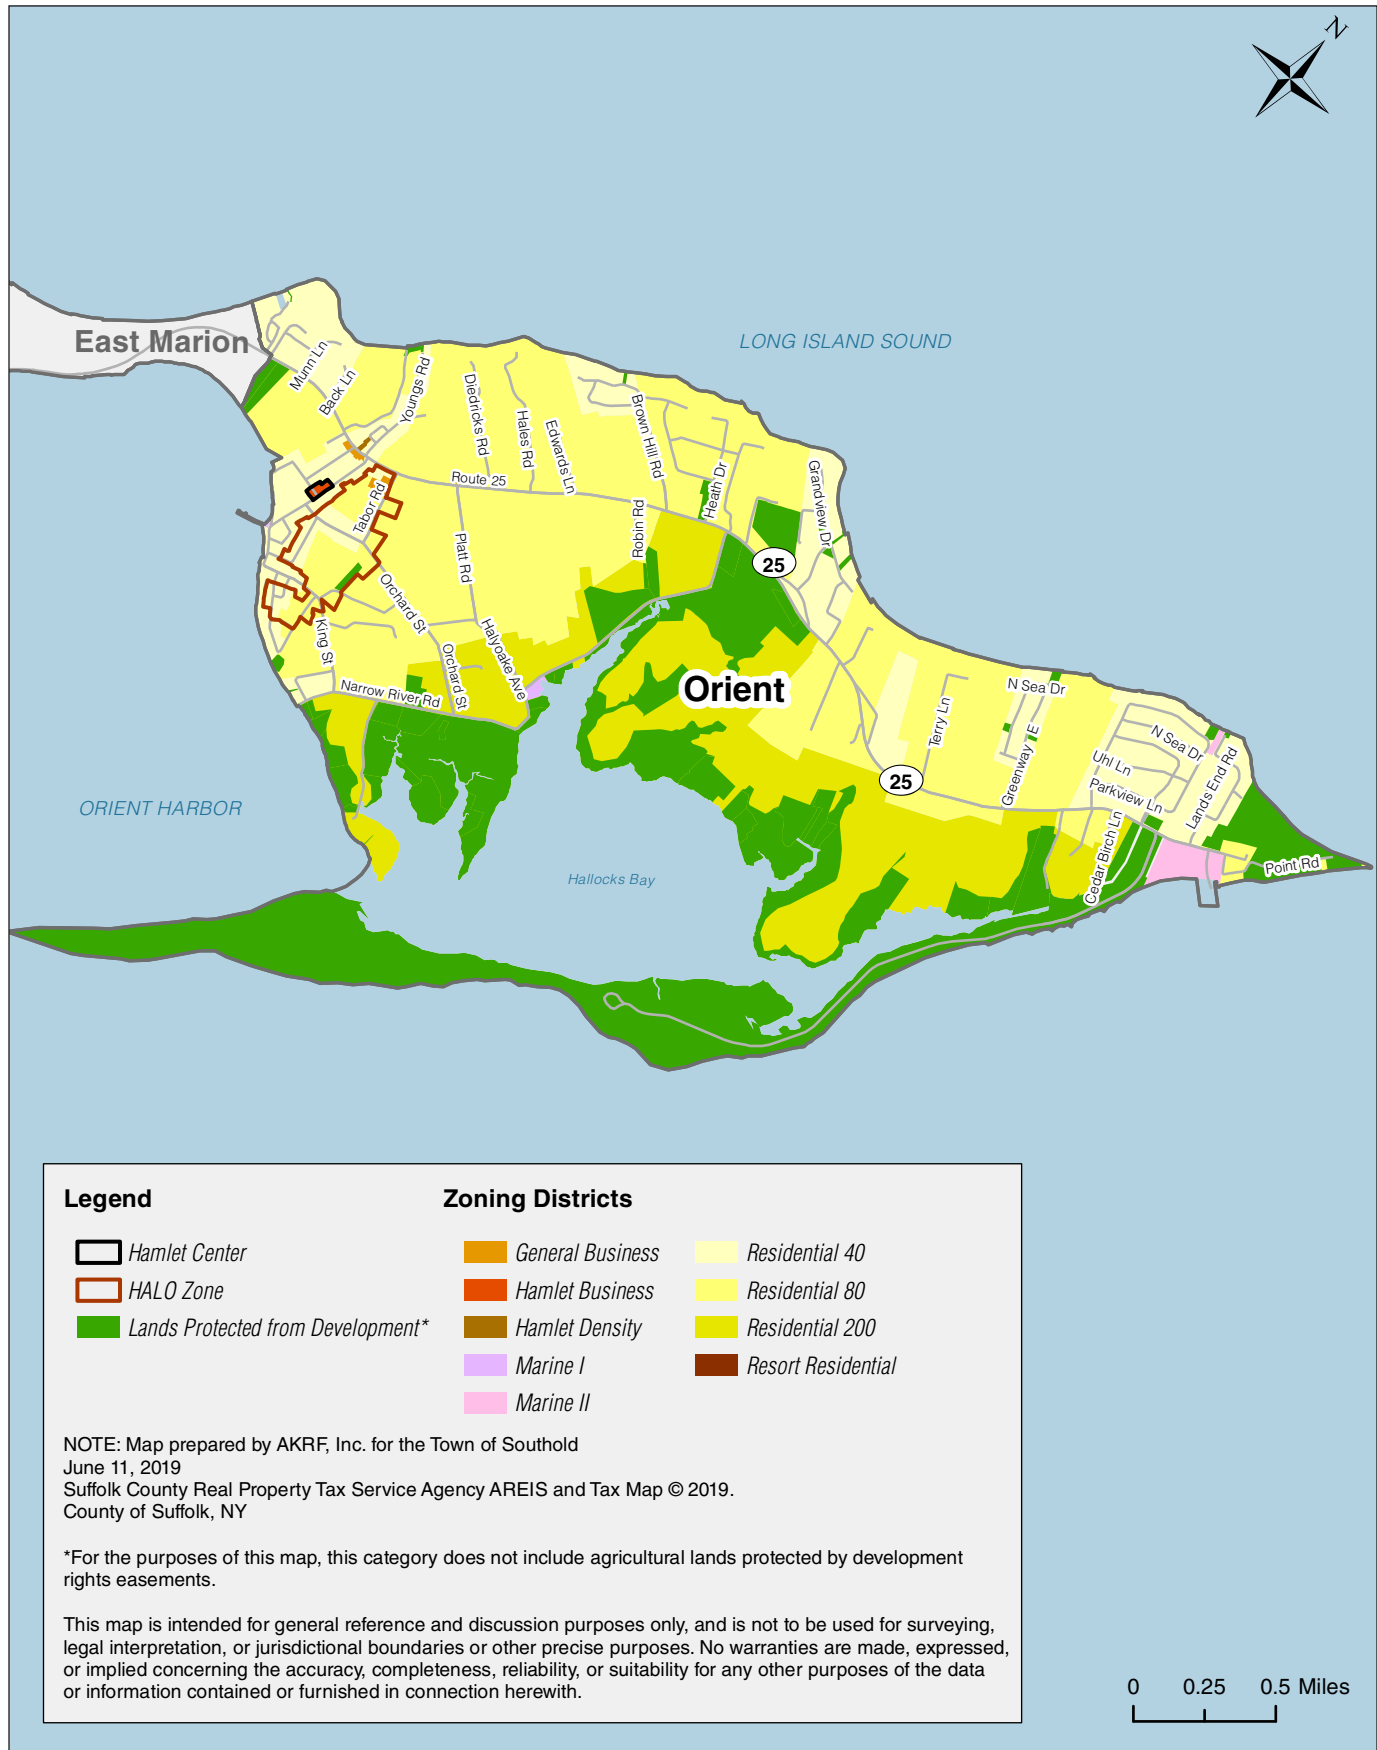 N
LONG ISLAND SOUND
East Marion
Munn Ln
Back Ln
Youngs Rd
Diedricks Rd
Hales Rd
Edwards Ln
Brown Hill Rd
Heath Dr
Grandview Dr
Route 25
Tabor Rd
Platt Rd
Robin Rd
25
Orchard St
King St
Orchard St
Halyoake Ave
Narrow River Rd
Orient
N Sea Dr
Terry Ln
Greenway E
N Sea Dr
Uhl Ln
Parkview Ln
Lands End Rd
25
Cedar Birch Ln
Point Rd
ORIENT HARBOR
Hallocks Bay
Legend
Hamlet Center
HALO Zone
Lands Protected from Development*
Zoning Districts
General Business
Hamlet Business
Hamlet Density
Marine I
Marine II
Residential 40
Residential 80
Residential 200
Resort Residential
NOTE: Map prepared by AKRF, Inc. for the Town of Southold
June 11, 2019
Suffolk County Real Property Tax Service Agency AREIS and Tax Map © 2019.
County of Suffolk, NY
*For the purposes of this map, this category does not include agricultural lands protected by development
rights easements.
This map is intended for general reference and discussion purposes only, and is not to be used for surveying,
legal interpretation, or jurisdictional boundaries or other precise purposes. No warranties are made, expressed,
or implied concerning the accuracy, completeness, reliability, or suitability for any other purposes of the data
or information contained or furnished in connection herewith.
0 0.25 0.5 Miles